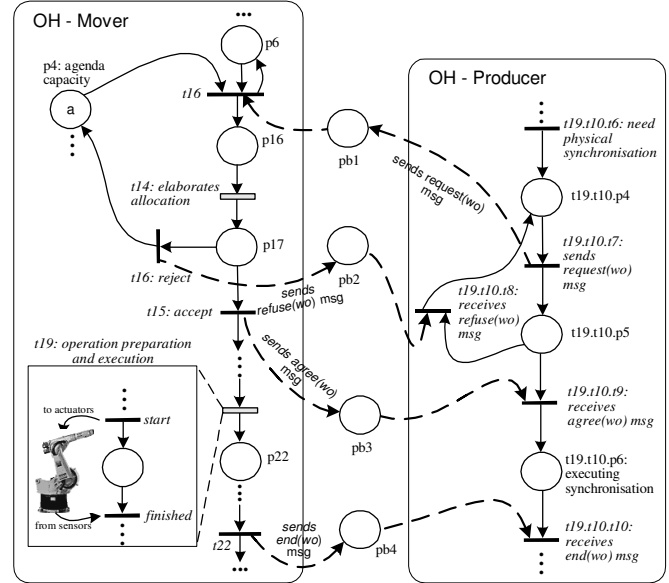 OH - Mover
p6
p4: agenda
capacity
a
t16
p16
t14: elaborates
allocation
p17
t16: reject
t15: accept
t19: operation preparation
and execution
to actuators
start
finished
from sensors
p22
t22
pb1
sends request(wo)
msg
pb2
sends
refuse(wo) msg
sends agree(wo)
msg
pb3
sends
end(wo)
msg
pb4
OH - Producer
t19.t10.t6: need
physical
synchronisation
t19.t10.p4
t19.t10.t7:
sends
request(wo)
msg
t19.t10.t8:
receives
refuse(wo)
msg
t19.t10.p5
t19.t10.t9:
receives
agree(wo) msg
t19.t10.p6:
executing
synchronisation
t19.t10.t10:
receives
end(wo) msg